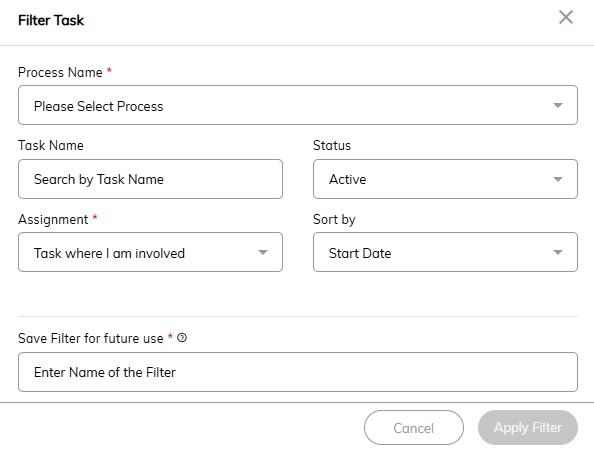 Filter Task
Process Name *
Please Select Process
Task Name
Status
Search by Task Name
Active
Assignment *
Sort by
Task where I am involved
Start Date
Save Filter for future use *
Enter Name of the Filter
Cancel
Apply Filter